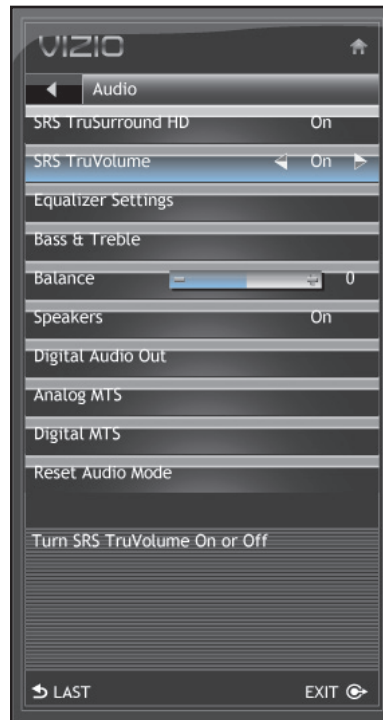 VIZIO
Audio
SRS TruSurround HD On
SRS TruVolume On
Equalizer Settings
Bass & Treble
Balance 0
Speakers On
Digital Audio Out
Analog MTS
Digital MTS
Reset Audio Mode
Turn SRS TruVolume On or Off
LAST EXIT